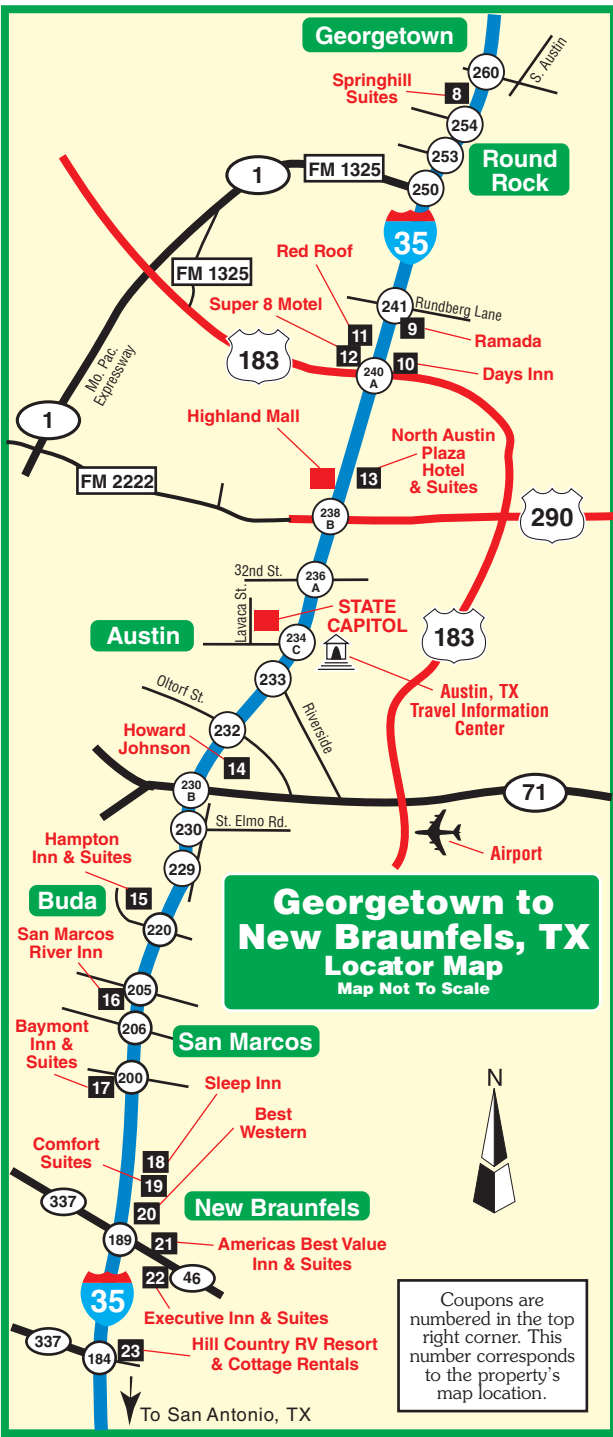 Georgetown
260
S. Austin
Springhill
Suites
8
254
253
Round
Rock
FM 1325
1
250
35
FM 1325
Red Roof
241
Rundberg Lane
Super 8 Motel
11
9
Ramada
12
183
240
A
10
Days Inn
Mo. Pac.
Expressway
1
Highland Mall
North Austin
Plaza
Hotel
& Suites
13
FM 2222
238
B
290
32nd St.
236
A
Lavaca St.
STATE
CAPITOL
Austin
234
C
183
233
Austin, TX
Travel Information
Center
Oltorf St.
Riverside
232
Howard
Johnson
14
230
B
71
230
St. Elmo Rd.
Hampton
Inn & Suites
229
Airport
15
Buda
220
Georgetown to
New Braunfels, TX
Locator Map
Map Not To Scale
San Marcos
River Inn
16
205
206
San Marcos
Baymont
Inn &
Suites
17
200
Sleep Inn
Best
Western
N
Comfort
Suites
18
19
337
20
New Braunfels
189
21
Americas Best Value
Inn & Suites
22
46
35
Executive Inn & Suites
337
184
23
Hill Country RV Resort
& Cottage Rentals
Coupons are
numbered in the top
right corner. This
number corresponds
to the property's
map location.
To San Antonio, TX